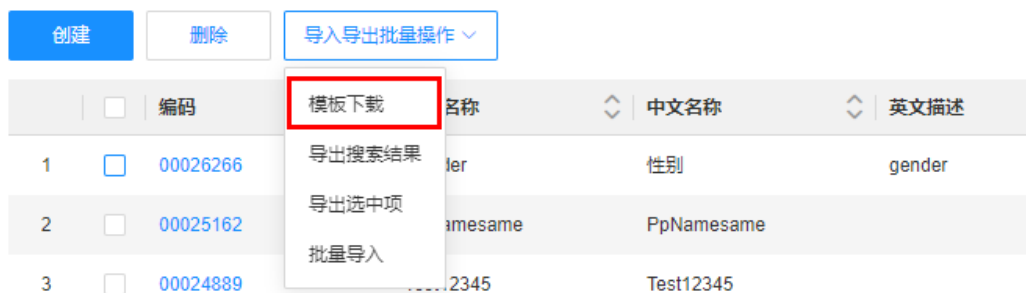 创建 删除 导入导出批量操作
编码 名称 中文名称 英文描述
模板下载
导出搜索结果
导出选中项
批量导入
1 00026266 der 性别 gender
2 00025162 amesame PpNamesame
3 00024889 12345 Test12345